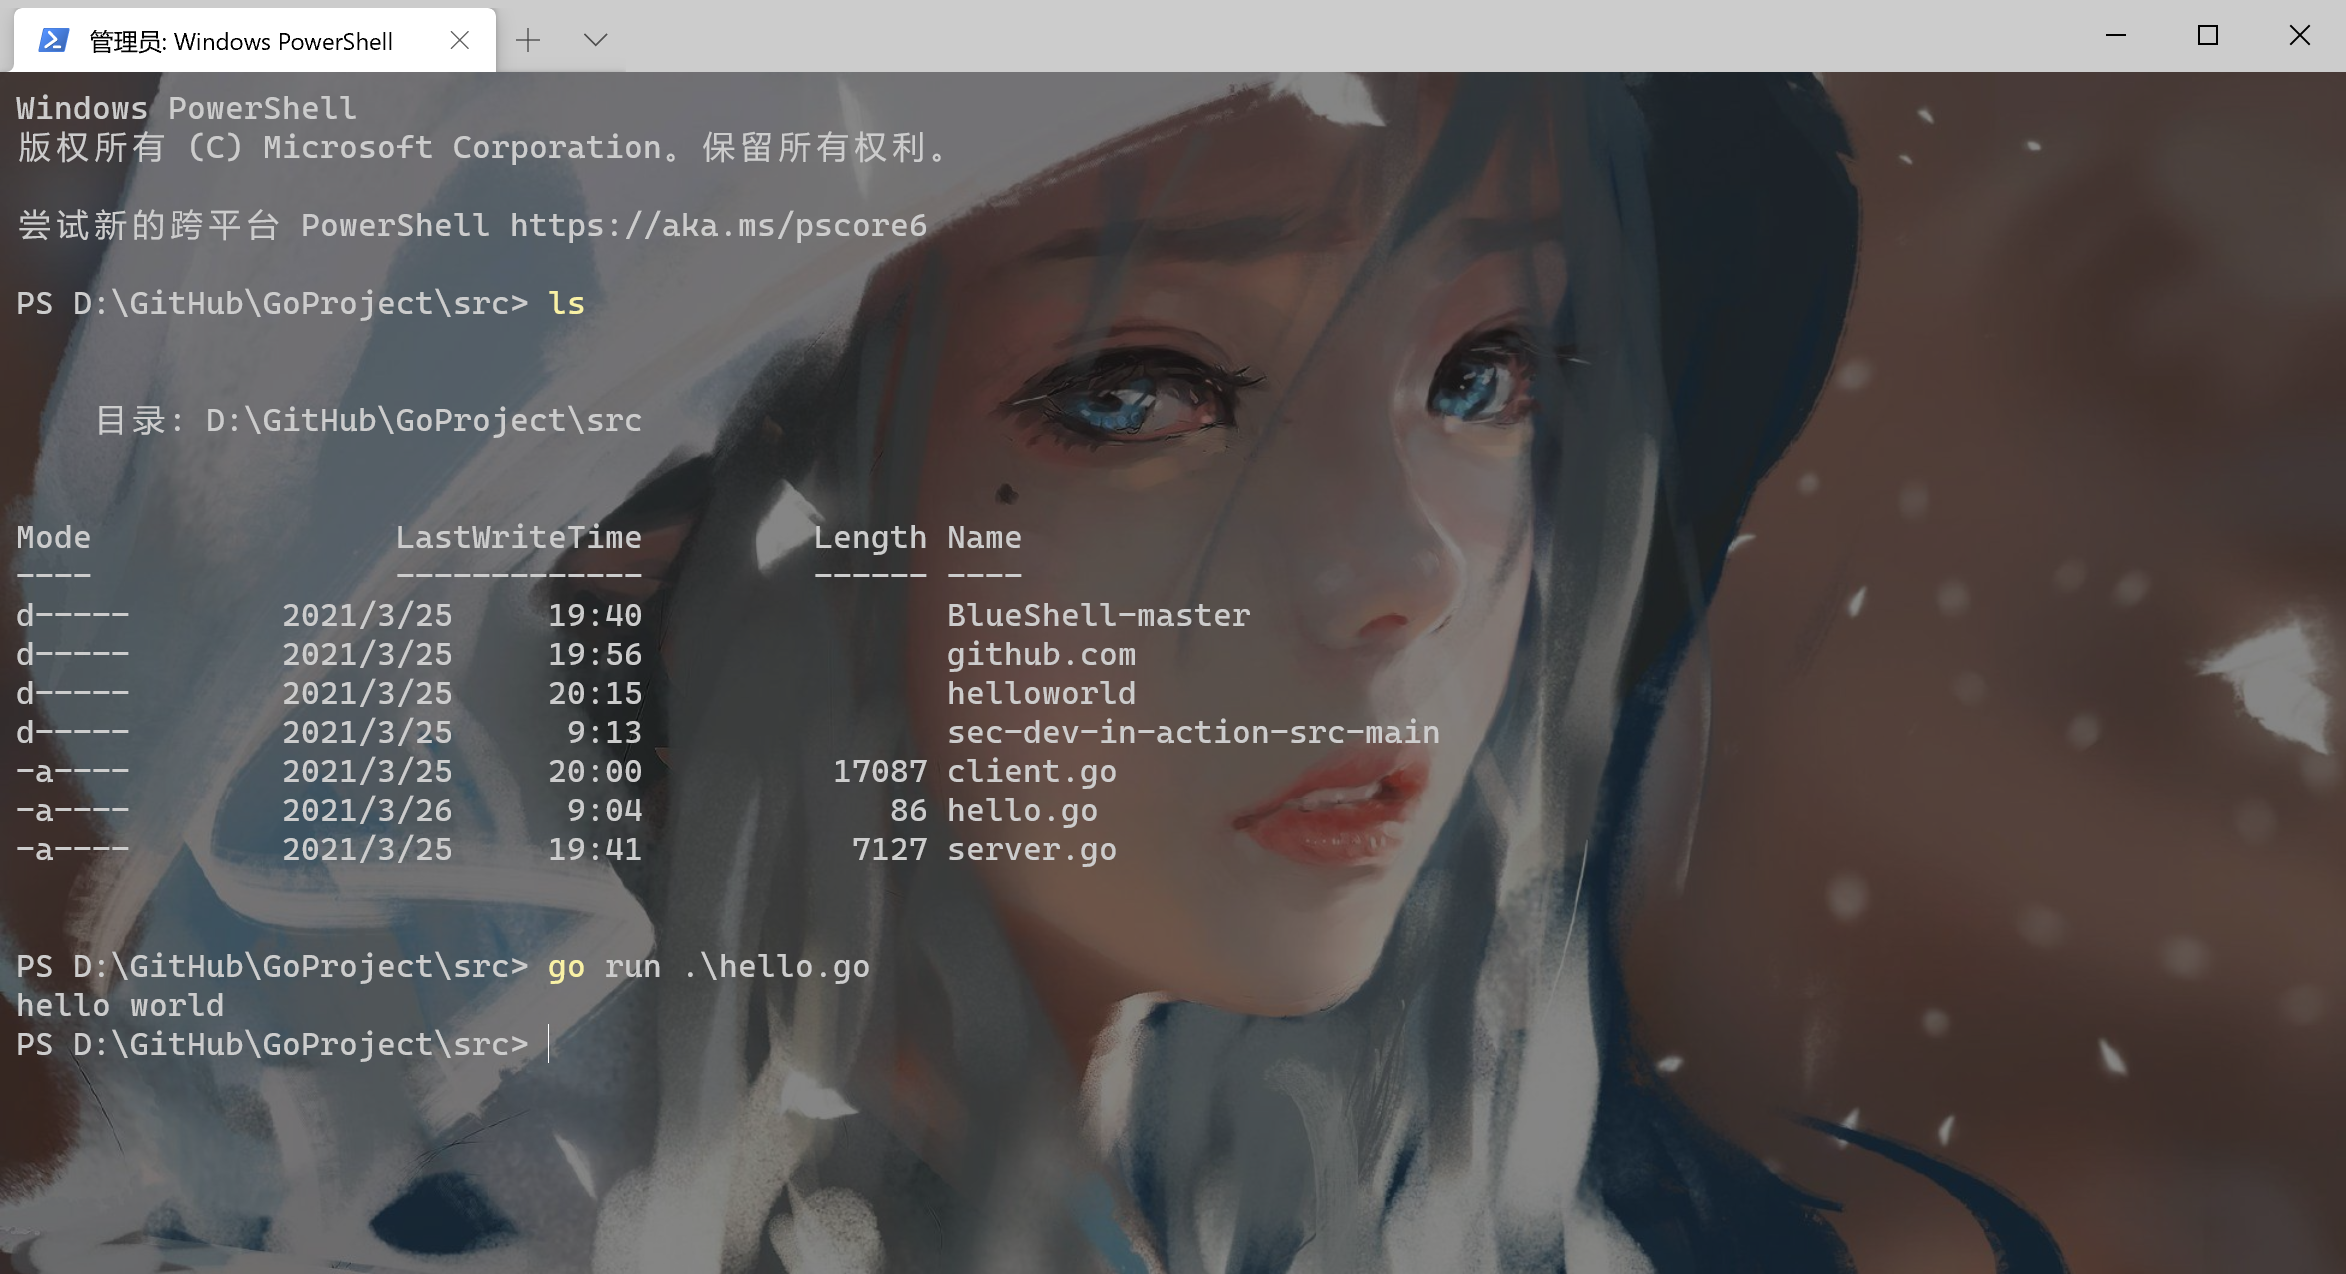 管理员: Windows PowerShell
Windows PowerShell
版权所有 (C) Microsoft Corporation。保留所有权利。
尝试新的跨平台 PowerShell https://aka.ms/pscore6
PS D:\GitHub\GoProject\src> ls
目录: D:\GitHub\GoProject\src
Mode                LastWriteTime         Length Name
----                -------------         ------ ----
d-----        2021/3/25     19:40                BlueShell-master
d-----        2021/3/25     19:56                github.com
d-----        2021/3/25     20:15                helloworld
d-----        2021/3/25      9:13                sec-dev-in-action-src-main
-a----        2021/3/25     20:00          17087 client.go
-a----        2021/3/26      9:04             86 hello.go
-a----        2021/3/25     19:41           7127 server.go
PS D:\GitHub\GoProject\src> go run .\hello.go
hello world
PS D:\GitHub\GoProject\src>